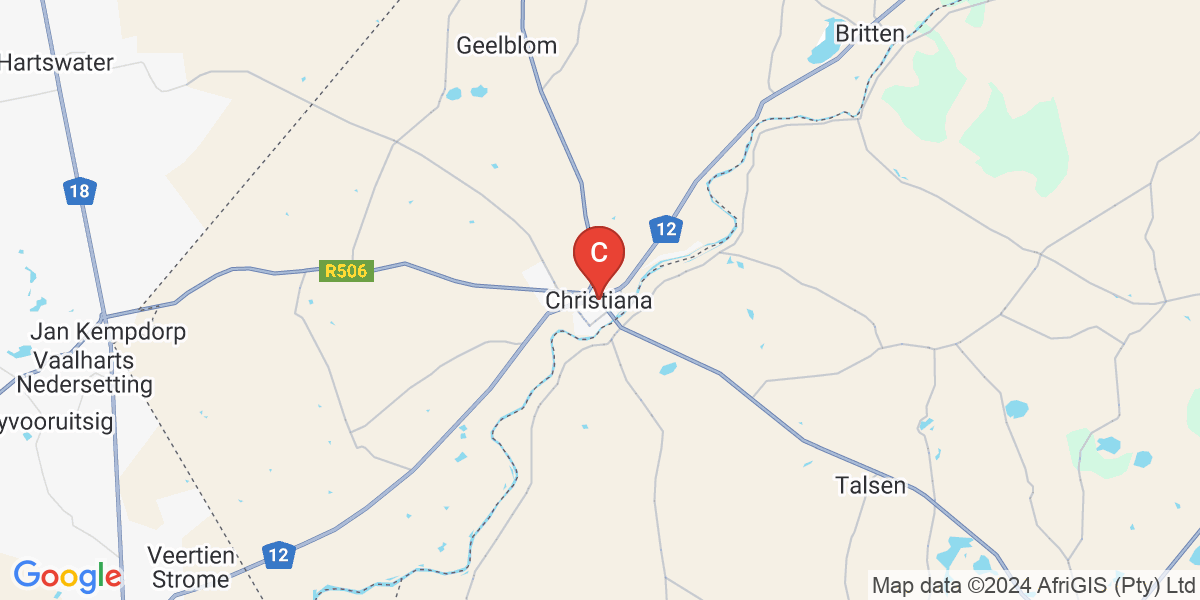 Britten
Geelblom
Hartswater
18
12
C
R506
Christiana
Jan Kempdorp
Vaalharts
Nedersetting
yvooruitsig
Talsen
Veertien
Strome
12
Google
Map data ©2024 AfriGIS (Pty) Ltd